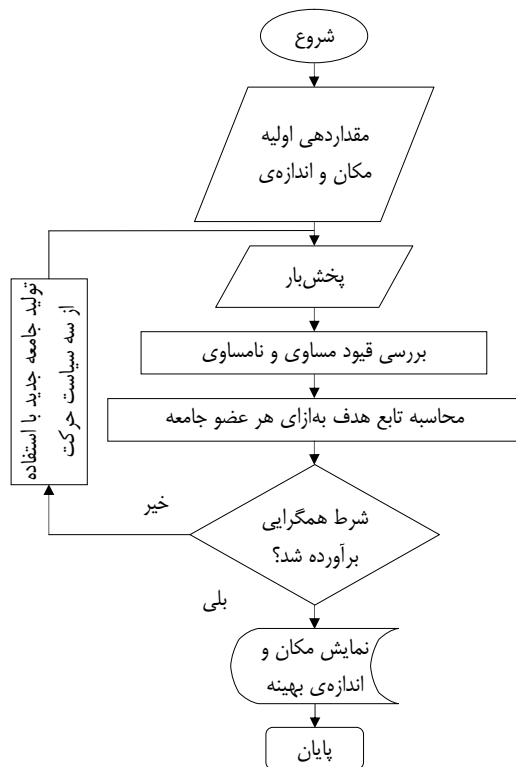 شروع
مقداردهی اولیه
مکان و اندازه‌ی
پخش‌بار
بررسی قیود مساوی و نامساوی
محاسبه تابع هدف به‌ازای هر عضو جامعه
شرط همگرایی
برآورده شد؟
خیر
تولید جامعه جدید با استفاده
از سه سیاست حرکت
بلی
نمایش مکان و
اندازه‌ی بهینه
پایان